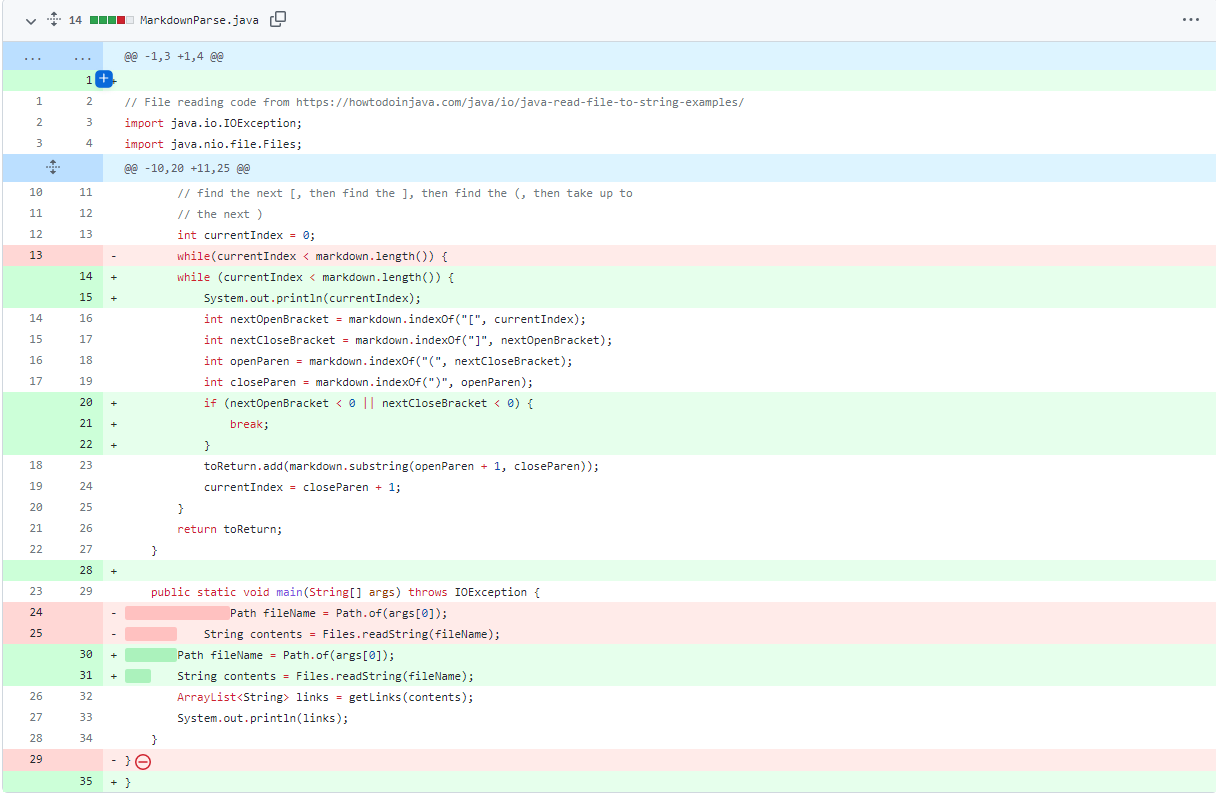 14 MarkdownParse.java
... ... @@ -1,3 +1,4 @@
1 +
1 2 // File reading code from https://howtodoinjava.com/java/io/java-read-file-to-string-examples/
2 3 import java.io.IOException;
3 4 import java.nio.file.Files;
@@ -10,20 +11,25 @@
10 11 // find the next [, then find the ], then find the (, then take up to
11 12 // the next )
12 13 int currentIndex = 0;
13 - while(currentIndex < markdown.length()) {
14 + while (currentIndex < markdown.length()) {
15 + System.out.println(currentIndex);
14 16 int nextOpenBracket = markdown.indexOf("[", currentIndex);
15 17 int nextCloseBracket = markdown.indexOf("]", nextOpenBracket);
16 18 int openParen = markdown.indexOf("(", nextCloseBracket);
17 19 int closeParen = markdown.indexOf(")", openParen);
20 + if (nextOpenBracket < 0 || nextCloseBracket < 0) {
21 + break;
22 + }
18 23 toReturn.add(markdown.substring(openParen + 1, closeParen));
19 24 currentIndex = closeParen + 1;
20 25 }
21 26 return toReturn;
22 27 }
28 +
23 29 public static void main(String[] args) throws IOException {
24 - Path fileName = Path.of(args[0]);
25 - String contents = Files.readString(fileName);
30 + Path fileName = Path.of(args[0]);
31 + String contents = Files.readString(fileName);
26 32 ArrayList<String> links = getLinks(contents);
27 33 System.out.println(links);
28 34 }
29 - }
35 + }